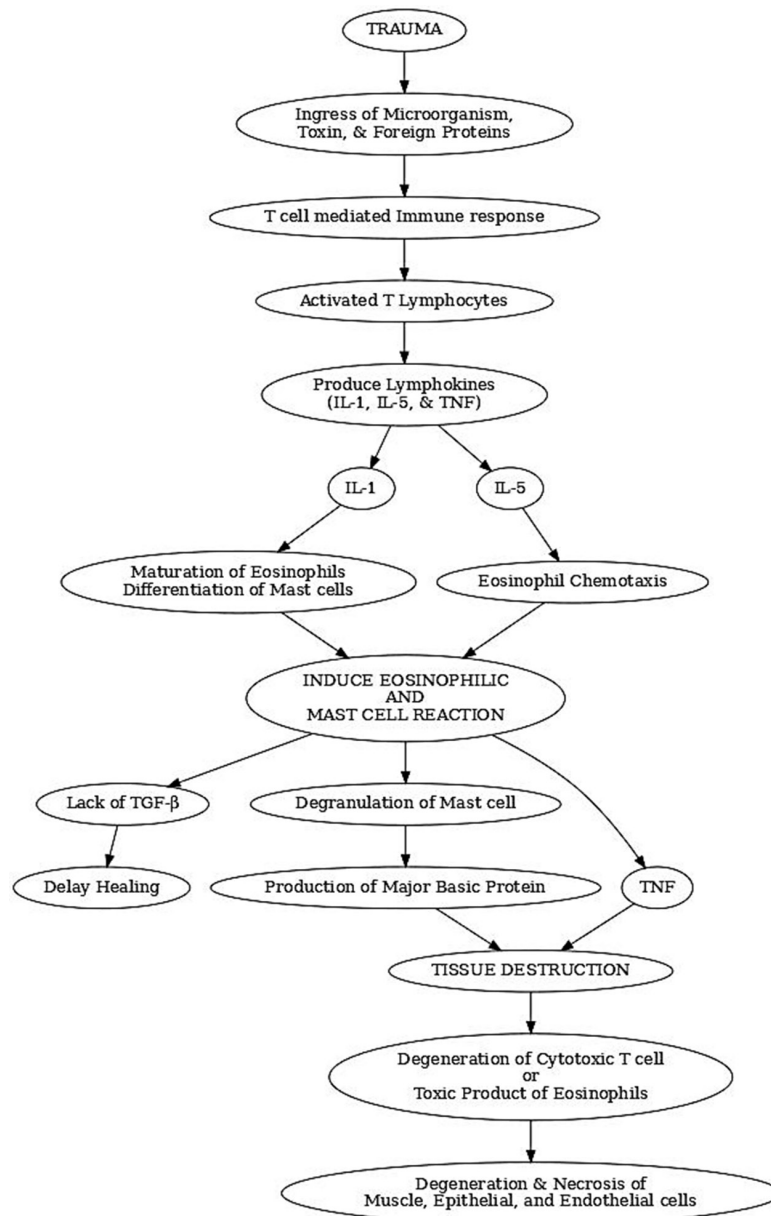 TRAUMA
Ingress of Microorganism,
Toxin, & Foreign Proteins
T cell mediated Immune response
Activated T Lymphocytes
Produce Lymphokines
(IL-1, IL-5, & TNF)
IL-1
IL-5
Maturation of Eosinophils
Differentiation of Mast cells
Eosinophil Chemotaxis
INDUCE EOSINOPHILIC
AND
MAST CELL REACTION
Lack of TGF-β
Degranulation of Mast cell
Delay Healing
Production of Major Basic Protein
TNF
TISSUE DESTRUCTION
Degeneration of Cytotoxic T cell
or
Toxic Product of Eosinophils
Degeneration & Necrosis of
Muscle, Epithelial, and Endothelial cells